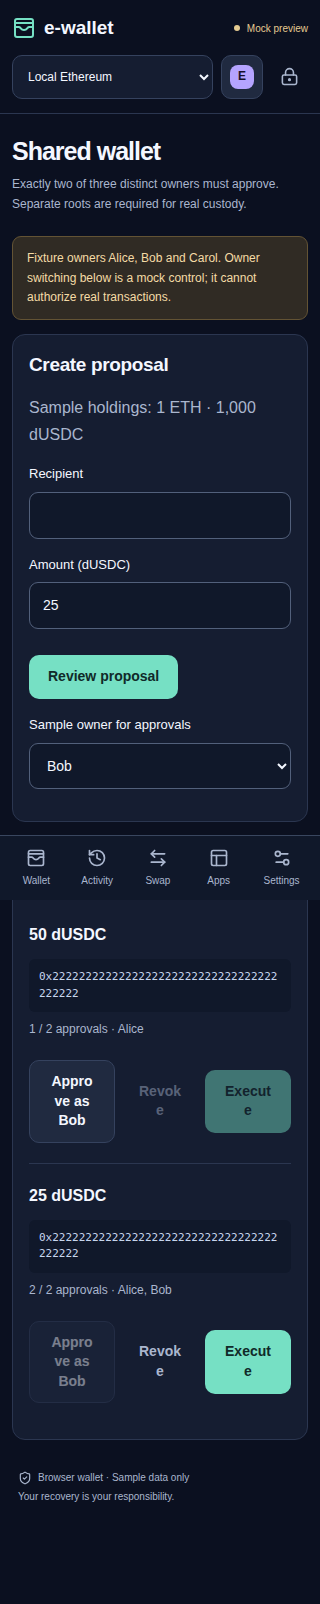 e-wallet
Mock preview
Local Ethereum
E
Shared wallet
Exactly two of three distinct owners must approve.
Separate roots are required for real custody.
Fixture owners Alice, Bob and Carol. Owner
switching below is a mock control; it cannot
authorize real transactions.
Create proposal
Sample holdings: 1 ETH · 1,000
dUSDC
Recipient
Amount (dUSDC)
25
Review proposal
Sample owner for approvals
Bob
Wallet
Activity
Swap
Apps
Settings
50 dUSDC
0x2222222222222222222222222222222222
222222
1 / 2 approvals · Alice
Appro
ve as
Bob
Revok
e
Execut
e
25 dUSDC
0x2222222222222222222222222222222222
222222
2 / 2 approvals · Alice, Bob
Appro
ve as
Bob
Revok
e
Execut
e
Browser wallet · Sample data only
Your recovery is your responsibility.